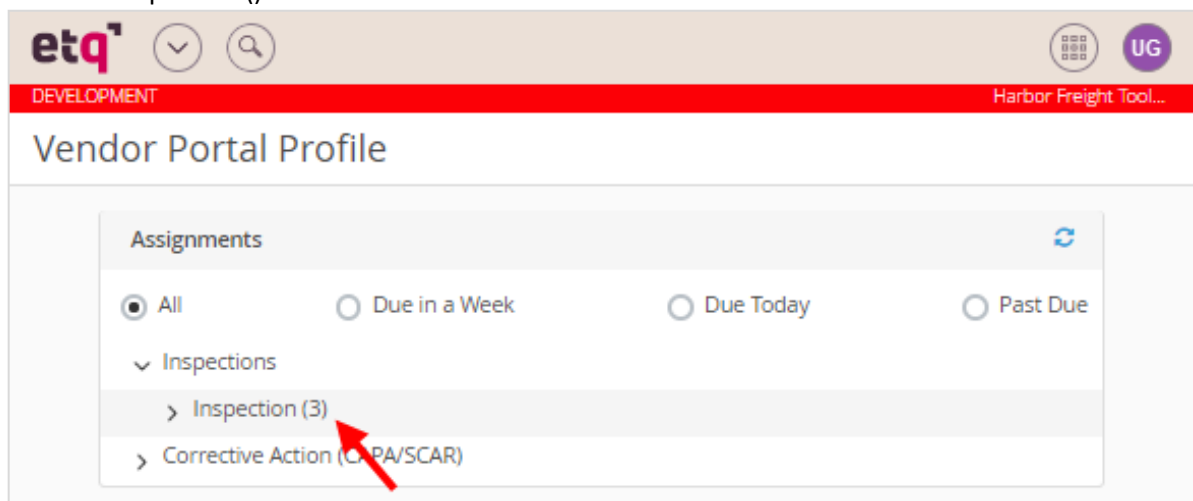 etq UG
DEVELOPMENT Harbor Freight Tool...
Vendor Portal Profile
Assignments
All Due in a Week Due Today Past Due
Inspections
Inspection (3)
Corrective Action (CAPA/SCAR)